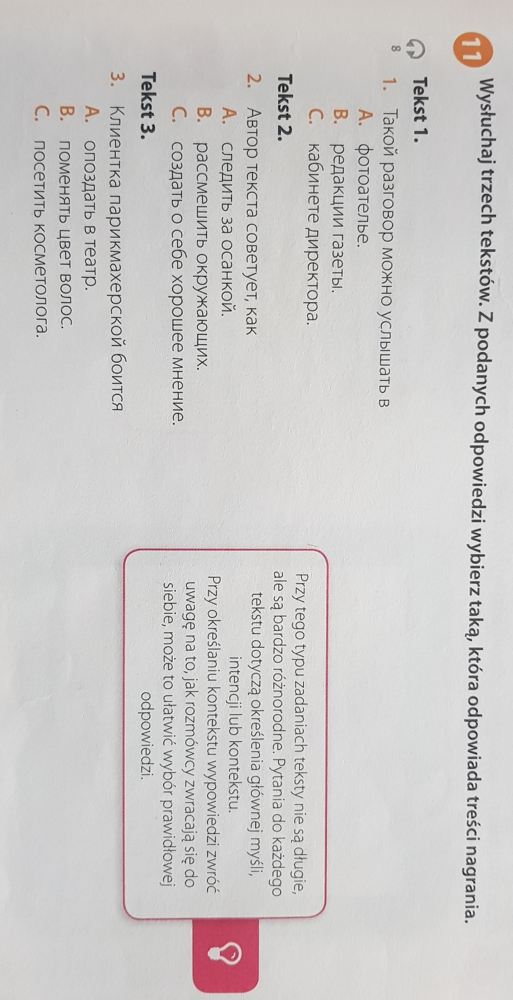 11 Wysłuchaj trzech tekstów. Z podanych odpowiedzi wybierz taką, która odpowiada treści nagrania.
Tekst 1.
8
1. Такой разговор можно услышать в
A. фотоателье.
B. редакции газеты.
C. кабинете директора.
Tekst 2.
2. Автор текста советует, как
A. следить за осанкой.
B. рассмешить окружающих.
C. создать о себе хорошее мнение.
Tekst 3.
3. Клиентка парикмахерской боится
A. опоздать в театр.
B. поменять цвет волос.
C. посетить косметолога.
Przy tego typu zadaniach teksty nie są długie,
ale są bardzo różnorodne. Pytania do każdego
tekstu dotyczą określenia głównej myśli,
intencji lub kontekstu.
Przy określaniu kontekstu wypowiedzi zwróć
uwagę na to, jak rozmówcy zwracają się do
siebie, może to ułatwić wybór prawidłowej
odpowiedzi.